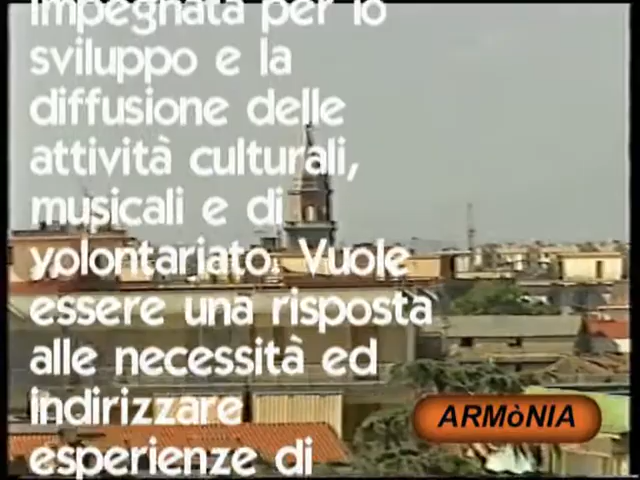 impegnata per lo
sviluppo e la
diffusione delle
attività culturali,
musicali e di
volontariato. Vuole
essere una risposta
alle necessità ed
indirizzare
esperienze di
ARMòNIA